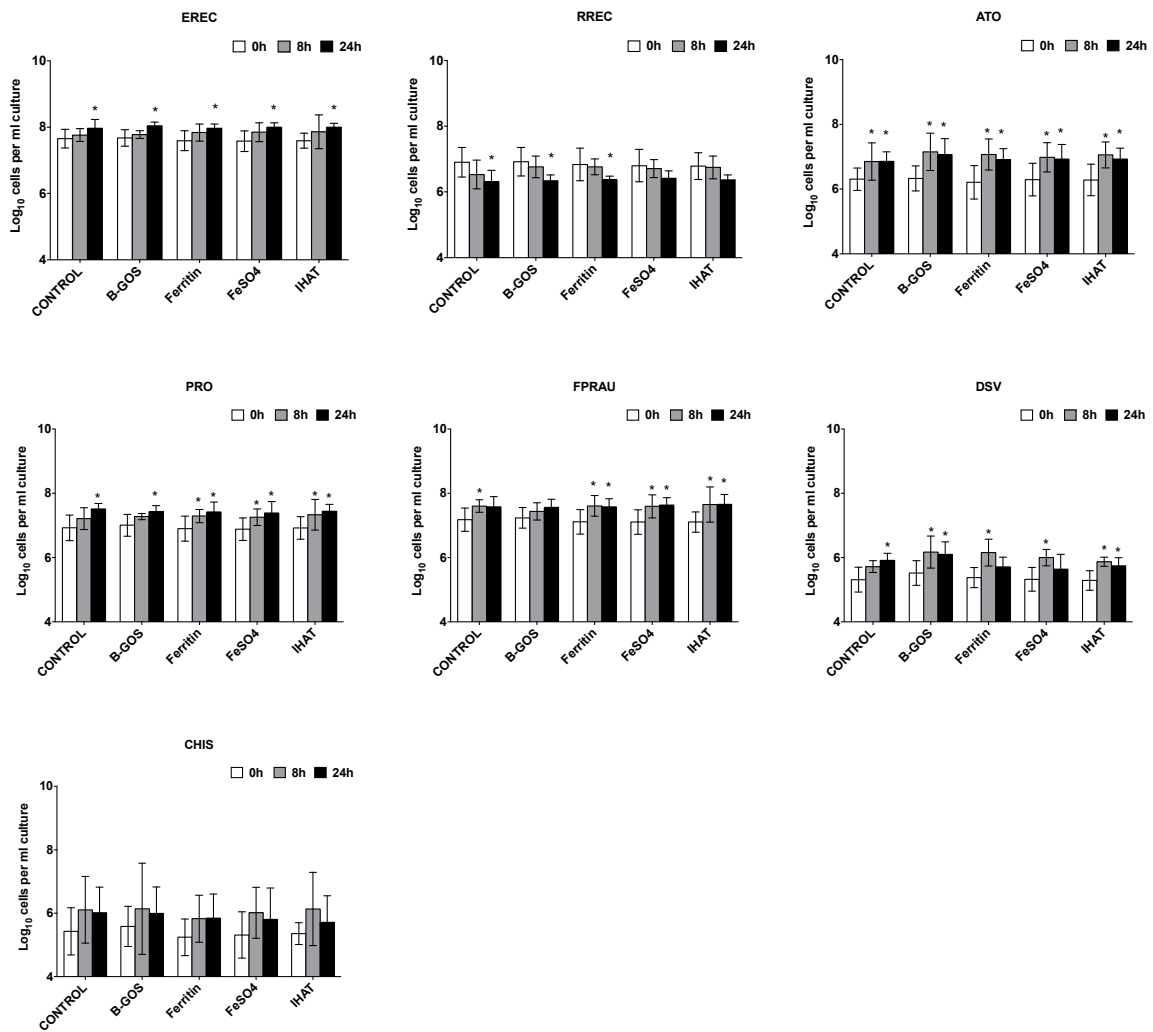 EREC
0h 8h 24h
Log10 cells per ml culture
10
8
6
4
CONTROL
B-GOS
Ferritin
FeSO4
IHAT
* * * * *
RREC
0h 8h 24h
Log10 cells per ml culture
10
8
6
4
CONTROL
B-GOS
Ferritin
FeSO4
IHAT
* * *
ATO
0h 8h 24h
Log10 cells per ml culture
10
8
6
4
CONTROL
B-GOS
Ferritin
FeSO4
IHAT
* * * * * * * * * *
PRO
0h 8h 24h
Log10 cells per ml culture
10
8
6
4
CONTROL
B-GOS
Ferritin
FeSO4
IHAT
* * * * * * * *
FPRAU
0h 8h 24h
Log10 cells per ml culture
10
8
6
4
CONTROL
B-GOS
Ferritin
FeSO4
IHAT
* * * * * * *
DSV
0h 8h 24h
Log10 cells per ml culture
10
8
6
4
CONTROL
B-GOS
Ferritin
FeSO4
IHAT
* * * * * * *
CHIS
0h 8h 24h
Log10 cells per ml culture
10
8
6
4
CONTROL
B-GOS
Ferritin
FeSO4
IHAT